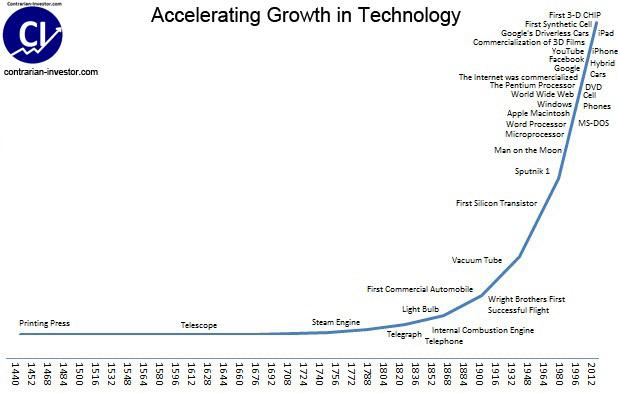 Contrarian-Investor.com
CI
contrarian-investor.com
Accelerating Growth in Technology
First 3-D CHIP
First Synthetic Cell
Google's Driverless Cars
iPad
Commercialization of 3D Films
YouTube
iPhone
Facebook
Hybrid
Google
Cars
The Internet was commercialized
The Pentium Processor
DVD
World Wide Web
Cell
Windows
Phones
Apple Macintosh
Word Processor
MS-DOS
Microprocessor
Man on the Moon
Sputnik 1
First Silicon Transistor
Vacuum Tube
First Commercial Automobile
Wright Brothers First
Successful Flight
Light Bulb
Printing Press
Telescope
Steam Engine
Internal Combustion Engine
Telegraph
Telephone
1440
1452
1468
1484
1500
1516
1532
1548
1564
1580
1596
1612
1628
1644
1660
1676
1692
1708
1724
1740
1756
1772
1788
1804
1820
1836
1852
1868
1884
1900
1916
1932
1948
1964
1980
1996
2012